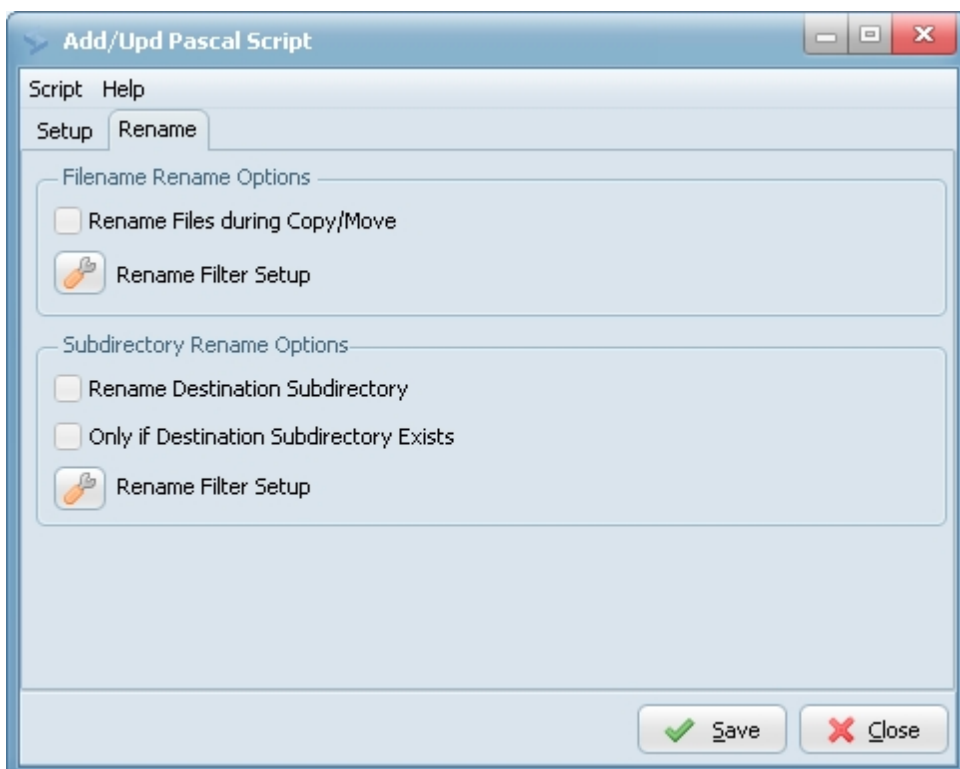 Add/Upd Pascal Script
Script Help
Setup Rename
Filename Rename Options
Rename Files during Copy/Move
Rename Filter Setup
Subdirectory Rename Options
Rename Destination Subdirectory
Only if Destination Subdirectory Exists
Rename Filter Setup
Save Close